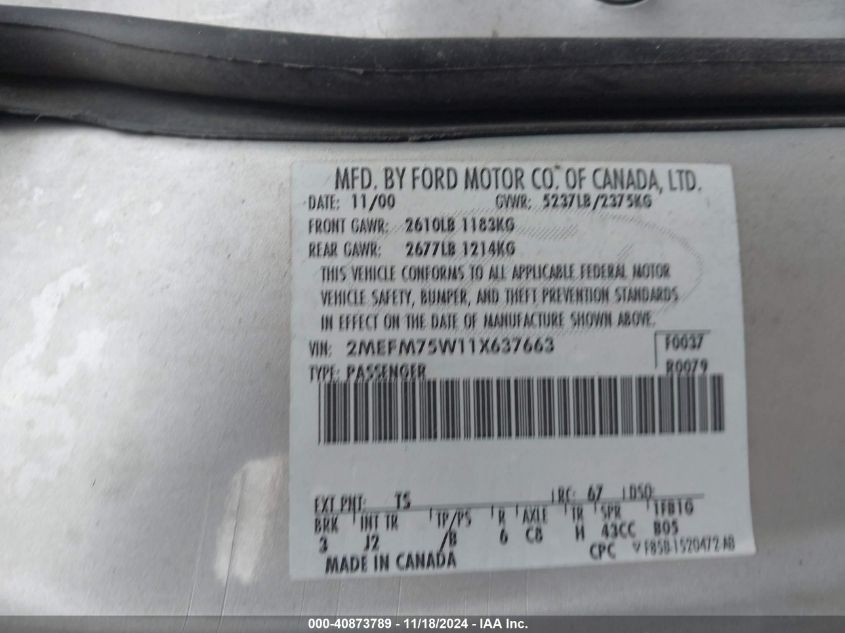 MFD. BY FORD MOTOR CO. OF CANADA, LTD.
DATE: 11/00 GVWR: 5237LB/2375KG
FRONT GAWR: 2610LB 1183KG
REAR GAWR: 2677LB 1214KG
THIS VEHICLE CONFORMS TO ALL APPLICABLE FEDERAL MOTOR
VEHICLE SAFETY, BUMPER, AND THEFT PREVENTION STANDARDS
IN EFFECT ON THE DATE OF MANUFACTURE SHOWN ABOVE.
VIN: 2MEFM75W11X637663 F0037
TYPE: PASSENGER R0079
EXT PNT: TS RC: 67 DSO:
BRK INT TR TP/PS R AXLE TR SPR 1FB1G
3 J2 /B 6 C8 H 43CC B05
MADE IN CANADA CPC F85B-1520472-AB
000-40873789 - 11/18/2024 - IAA Inc.